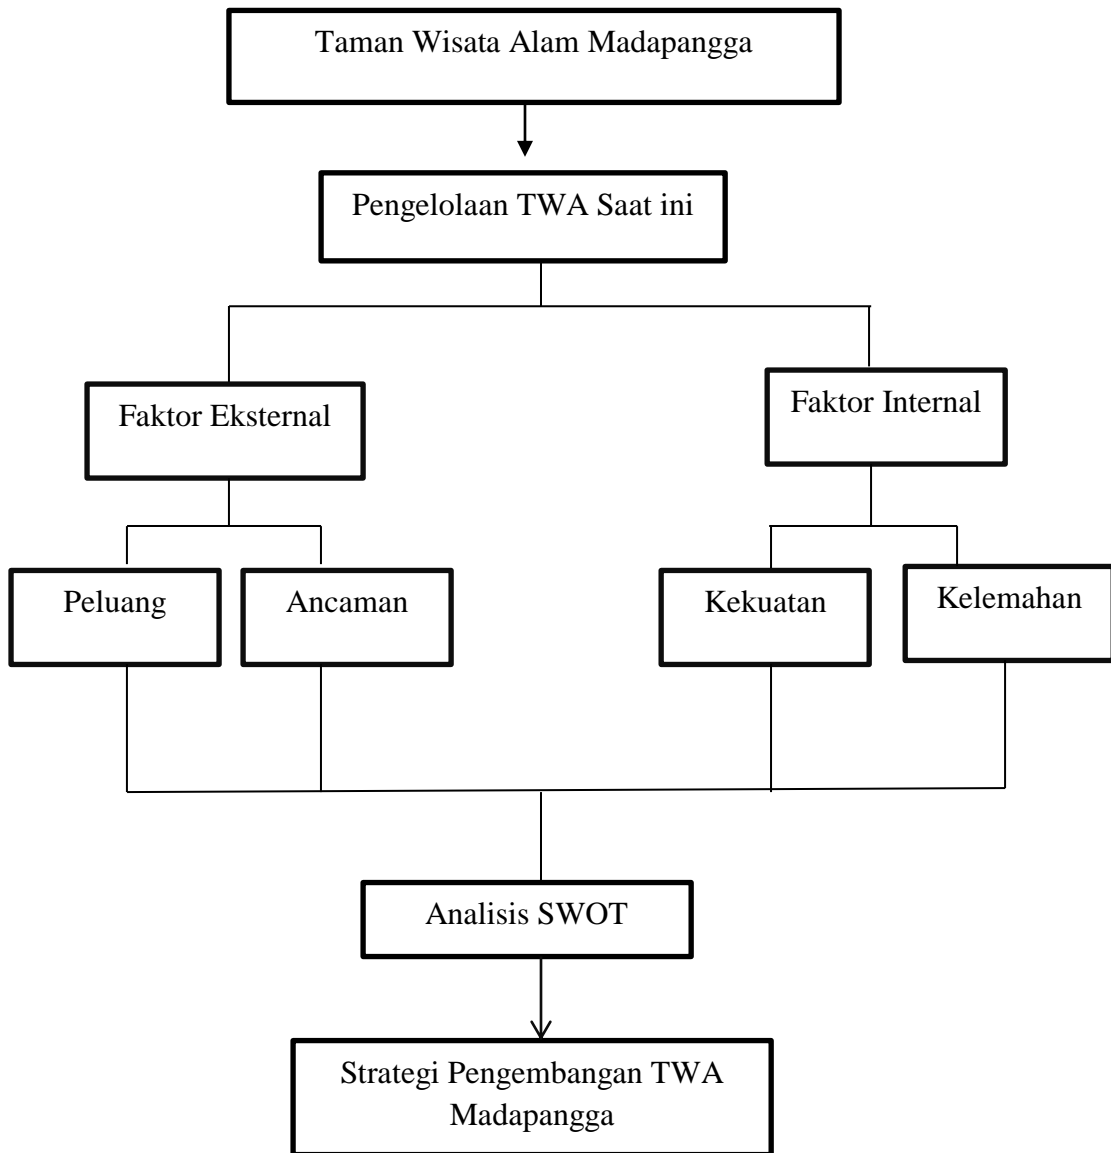 Taman Wisata Alam Madapangga
Pengelolaan TWA Saat ini
Faktor Eksternal
Faktor Internal
Peluang
Ancaman
Kekuatan
Kelemahan
Analisis SWOT
Strategi Pengembangan TWA
Madapangga